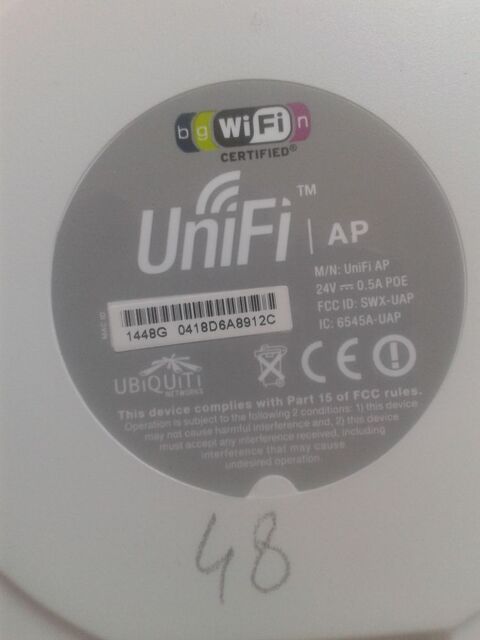 b g WiFi n
CERTIFIED®
UniFi™ | AP
M/N: UniFi AP
24V ⎓ 0.5A POE
FCC ID: SWX-UAP
IC: 6545A-UAP
MAC ID
1448G 0418D6A8912C
UBiQUiTi
NETWORKS
This device complies with Part 15 of FCC rules.
Operation is subject to the following 2 conditions: 1) this device
may not cause harmful interference and, 2) this device
must accept any interference received, including
interference that may cause
undesired operation.
48